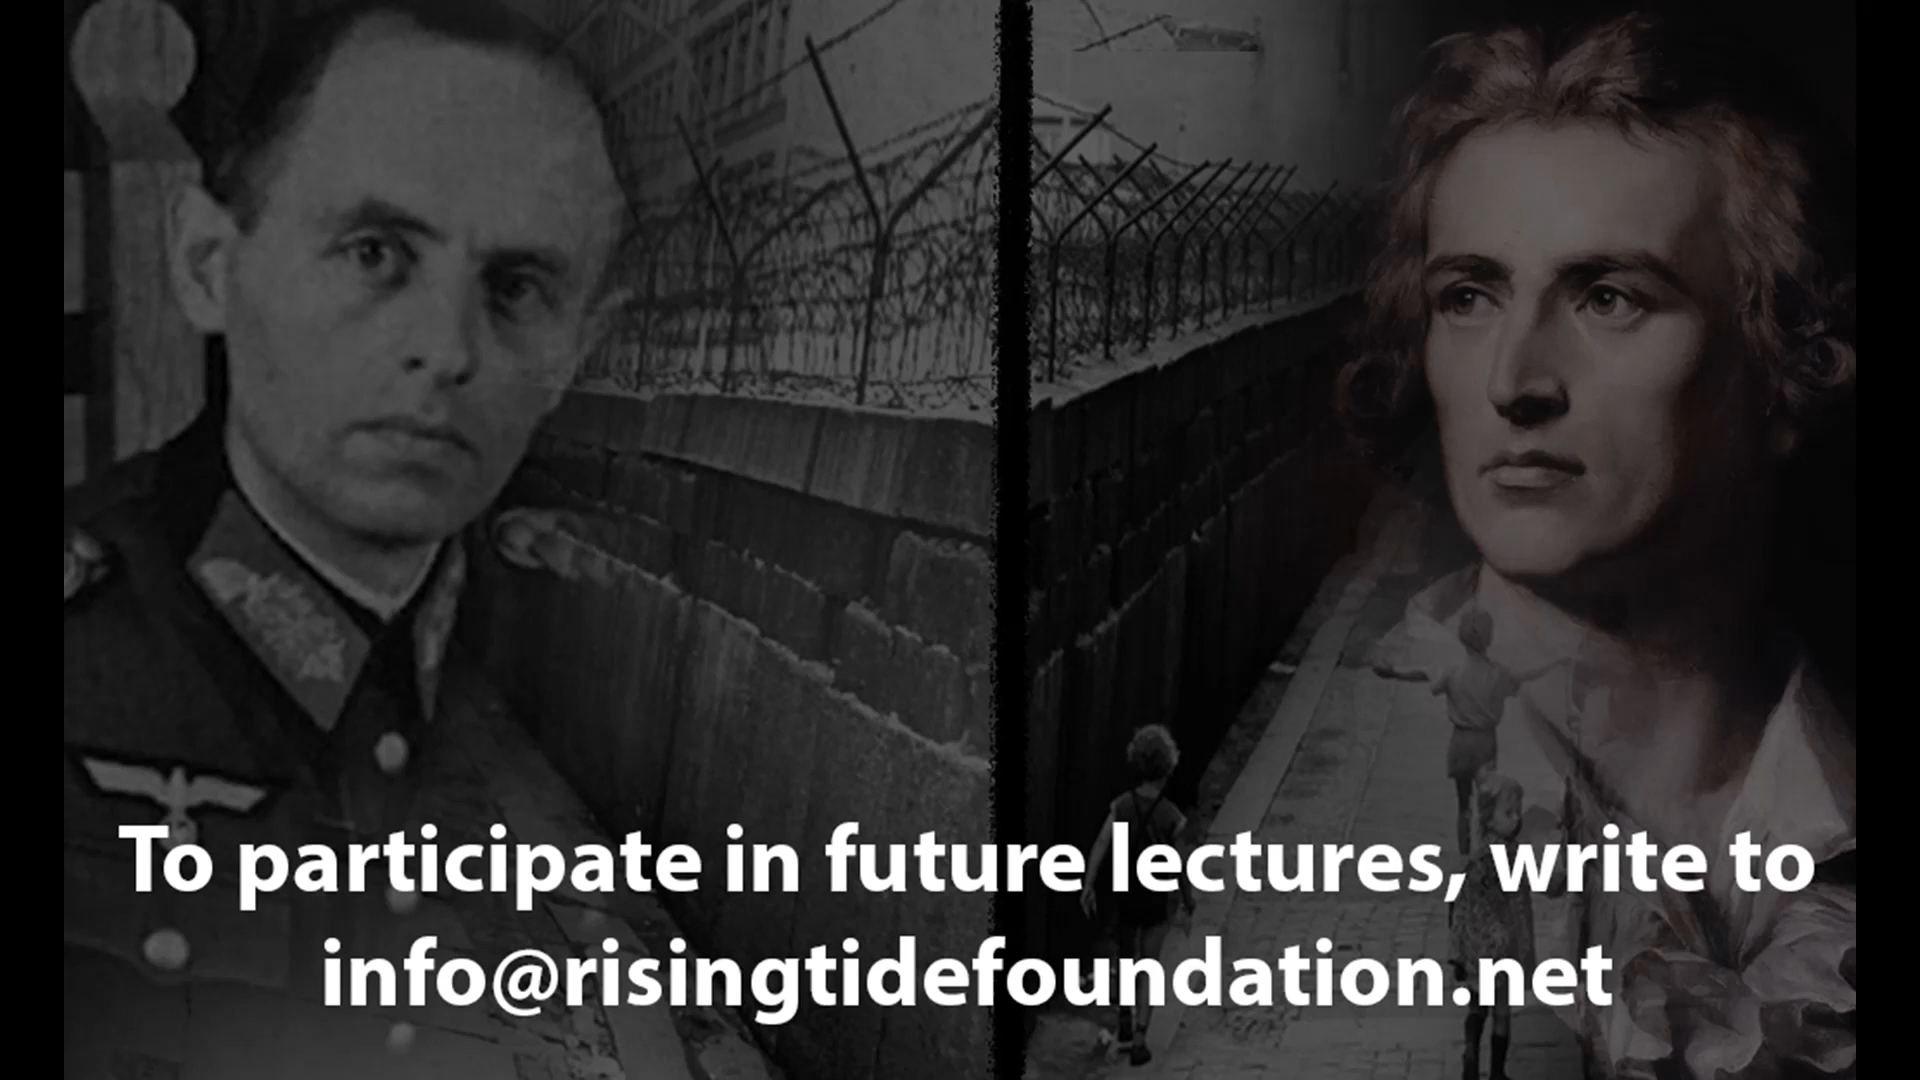 To participate in future lectures, write to
info@risingtidefoundation.net